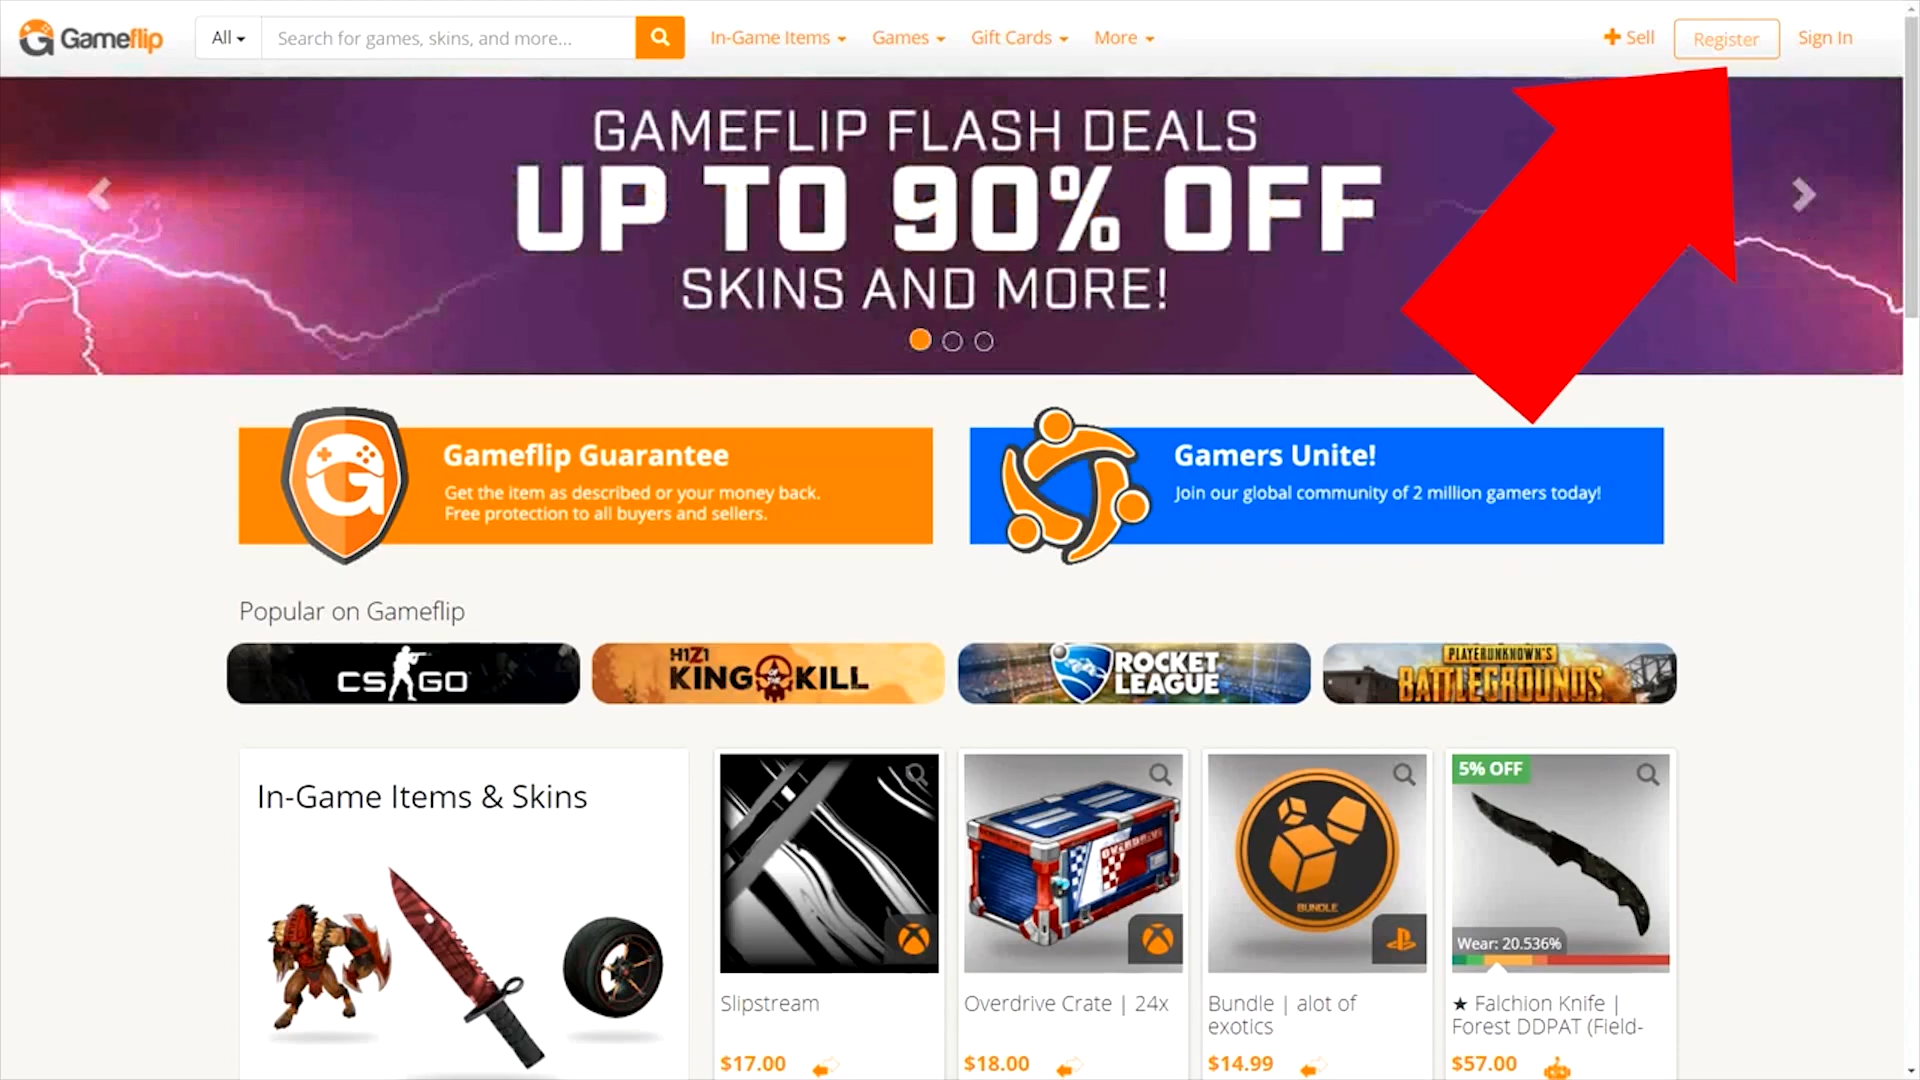 Gameflip
All
Search for games, skins, and more...
In-Game Items
Games
Gift Cards
More
Sell
Register
Sign In
GAMEFLIP FLASH DEALS
UP TO 90% OFF
SKINS AND MORE!
Gameflip Guarantee
Get the item as described or your money back.
Free protection to all buyers and sellers.
Gamers Unite!
Join our global community of 2 million gamers today!
Popular on Gameflip
CS GO
H1Z1
KING KILL
ROCKET
LEAGUE
PLAYERUNKNOWN'S
BATTLEGROUNDS
In-Game Items & Skins
OVERDRIVE
BUNDLE
5% OFF
Wear: 20.536%
Slipstream
$17.00
Overdrive Crate | 24x
$18.00
Bundle | alot of
exotics
$14.99
★ Falchion Knife |
Forest DDPAT (Field-
$57.00